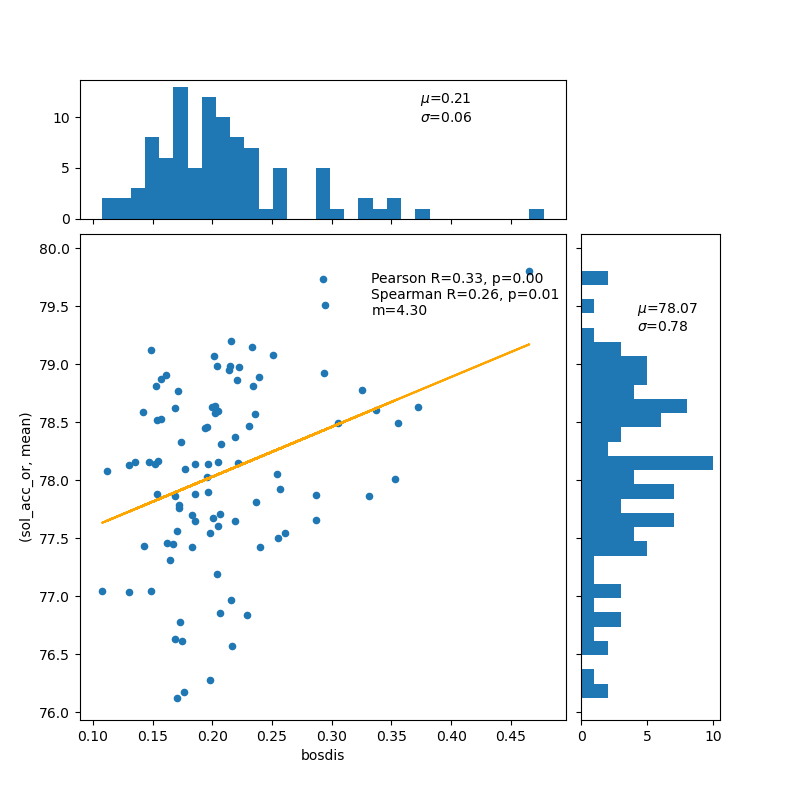 10
5
0
μ=0.21
σ=0.06
80.0
79.5
79.0
78.5
78.0
77.5
77.0
76.5
76.0
(sol_acc_or, mean)
Pearson R=0.33, p=0.00
Spearman R=0.26, p=0.01
m=4.30
0.10 0.15 0.20 0.25 0.30 0.35 0.40 0.45
bosdis
μ=78.07
σ=0.78
0 5 10